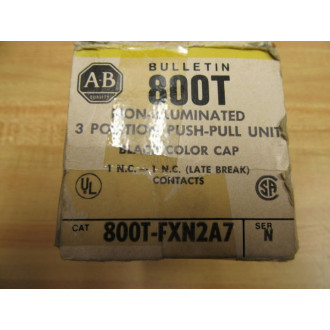 BULLETIN
A-B
QUALITY
800T
NON-ILLUMINATED
3 POSITION PUSH-PULL UNIT
BLACK COLOR CAP
1 N.C. - 1 N.C. (LATE BREAK)
CONTACTS
UL
SA
CAT 800T-FXN2A7 SER N